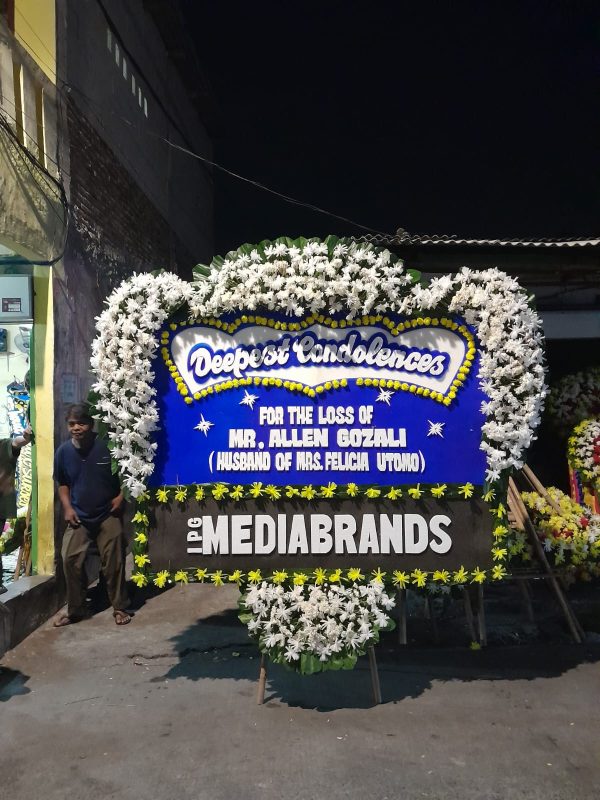 Deepest Condolences
FOR THE LOSS OF
MR. ALLEN GOZALI
(HUSBAND OF MRS. FELICIA UTOMO)
IPG MEDIABRANDS